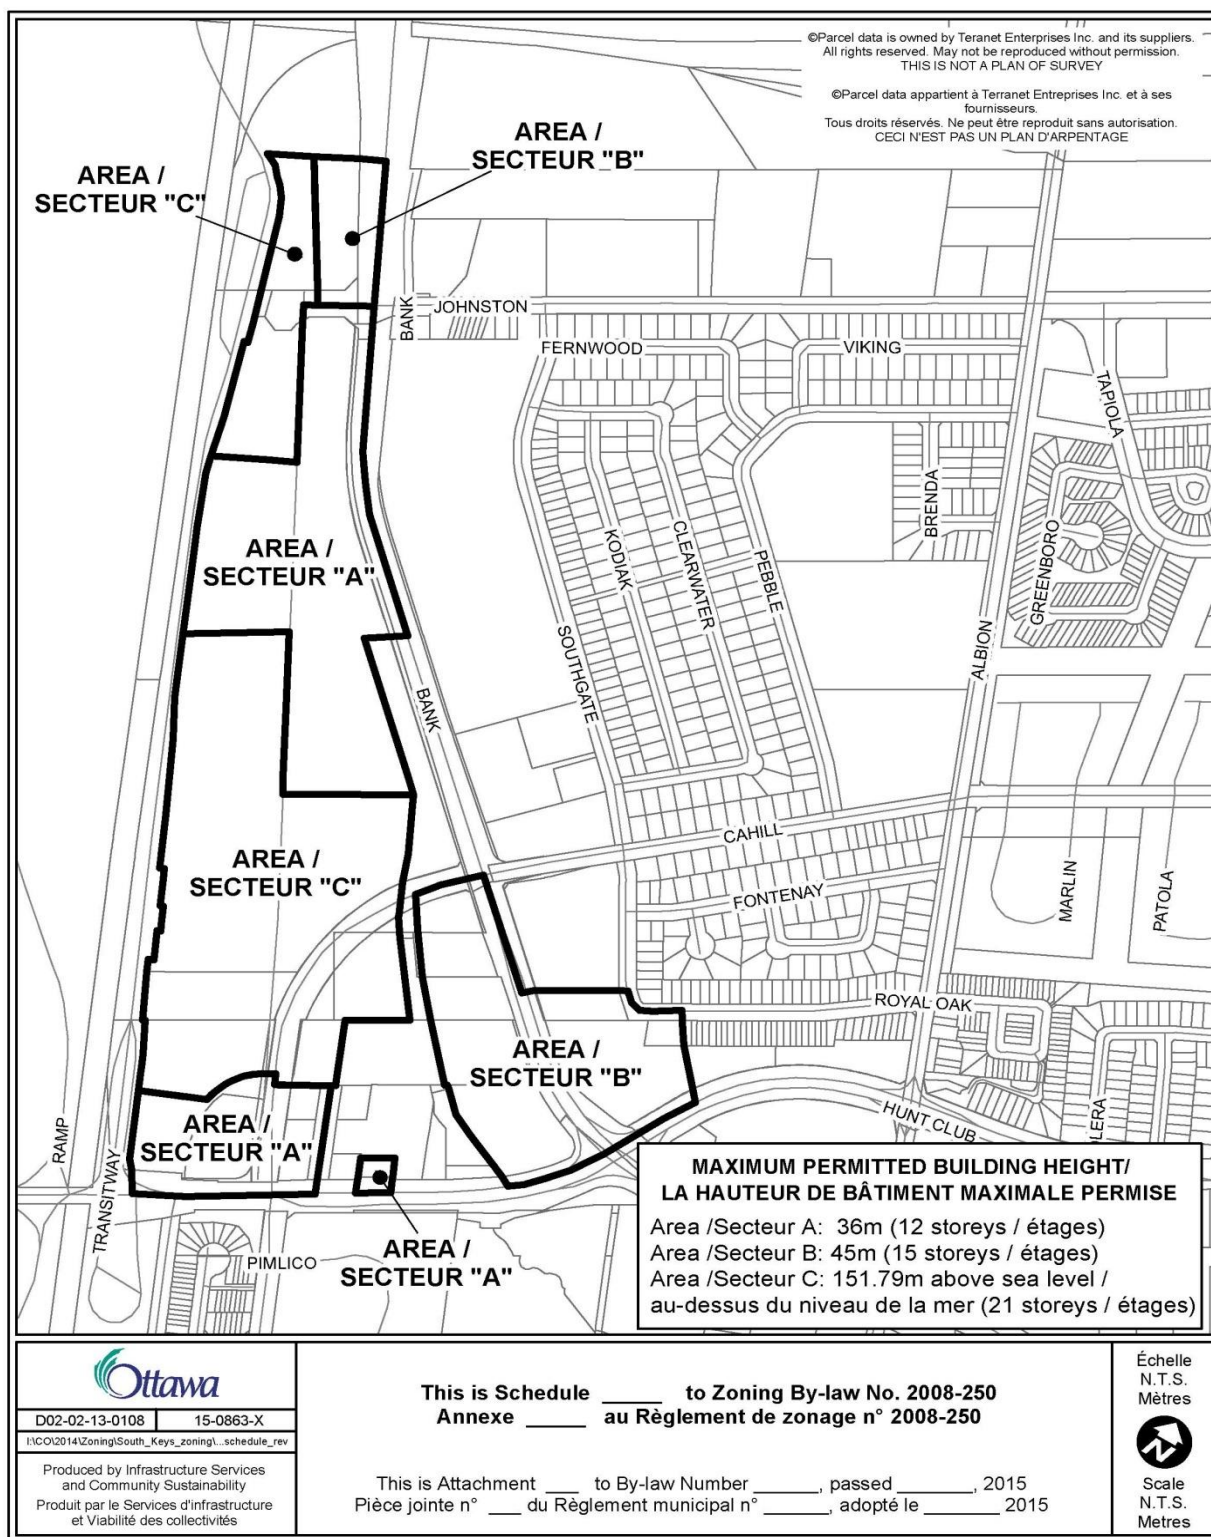 ©Parcel data is owned by Teranet Enterprises Inc. and its suppliers.
All rights reserved. May not be reproduced without permission.
THIS IS NOT A PLAN OF SURVEY
©Parcel data appartient à Terranet Entreprises Inc. et à ses
fournisseurs.
Tous droits réservés. Ne peut être reproduit sans autorisation.
CECI N'EST PAS UN PLAN D'ARPENTAGE
AREA /
SECTEUR "B"
AREA /
SECTEUR "C"
BANK
JOHNSTON
FERNWOOD
VIKING
TAPIOLA
BRENDA
GREENBORO
KODIAK
CLEARWATER
PEBBLE
AREA /
SECTEUR "A"
SOUTHGATE
ALBION
BANK
CAHILL
AREA /
SECTEUR "C"
FONTENAY
MARLIN
PATOLA
ROYAL OAK
AREA /
SECTEUR "B"
HUNT CLUB
LERA
RAMP
AREA /
SECTEUR "A"
TRANSITWAY
PIMLICO
AREA /
SECTEUR "A"
MAXIMUM PERMITTED BUILDING HEIGHT/
LA HAUTEUR DE BÂTIMENT MAXIMALE PERMISE
Area /Secteur A: 36m (12 storeys / étages)
Area /Secteur B: 45m (15 storeys / étages)
Area /Secteur C: 151.79m above sea level /
au-dessus du niveau de la mer (21 storeys / étages)
Ottawa
D02-02-13-0108 15-0863-X
I:\CO\2014\Zoning\South_Keys_zoning\...schedule_rev
Produced by Infrastructure Services
and Community Sustainability
Produit par le Services d'infrastructure
et Viabilité des collectivités
This is Schedule _____ to Zoning By-law No. 2008-250
Annexe _____ au Règlement de zonage n° 2008-250
This is Attachment ___ to By-law Number ______, passed _______, 2015
Pièce jointe n° ___ du Règlement municipal n° ______, adopté le _______ 2015
Échelle
N.T.S.
Mètres
N
Scale
N.T.S.
Metres